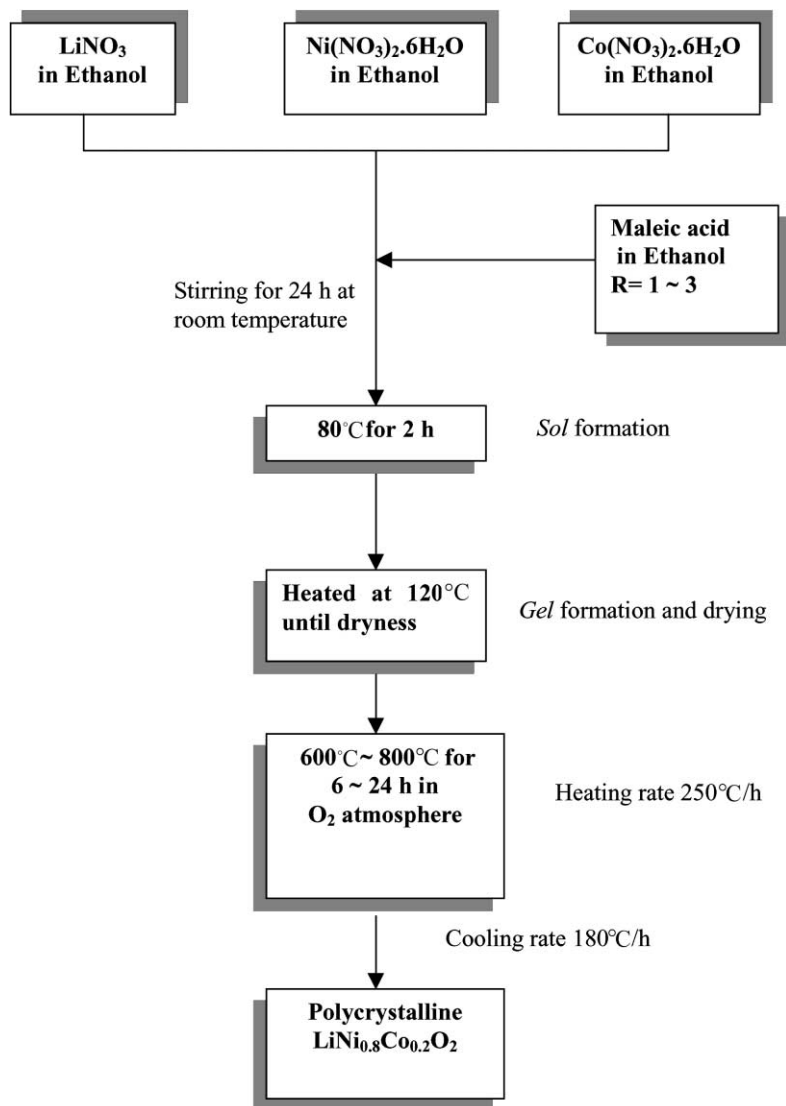 LiNO₃
in Ethanol
Ni(NO₃)₂.6H₂O
in Ethanol
Co(NO₃)₂.6H₂O
in Ethanol
Maleic acid
in Ethanol
R= 1 ~ 3
Stirring for 24 h at
room temperature
80℃ for 2 h
Sol formation
Heated at 120℃
until dryness
Gel formation and drying
600℃~ 800℃ for
6 ~ 24 h in
O₂ atmosphere
Heating rate 250℃/h
Cooling rate 180℃/h
Polycrystalline
LiNi₀.₈Co₀.₂O₂